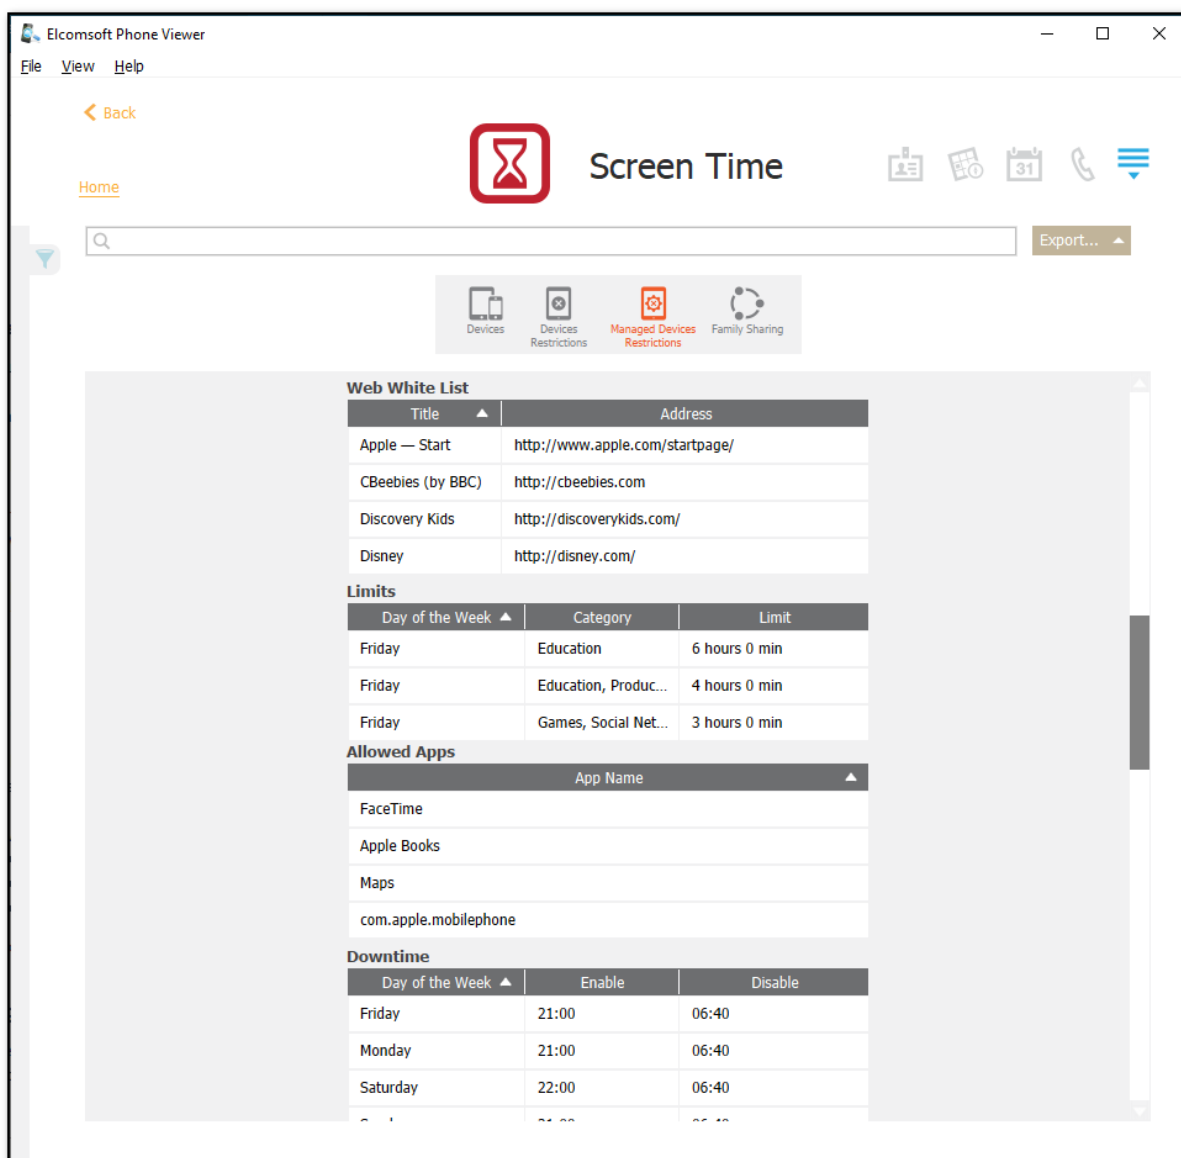 Elcomsoft Phone Viewer
File View Help
Back
Screen Time
31
Home
Export...
Devices
Devices Restrictions
Managed Devices Restrictions
Family Sharing
Web White List
Title Address
Apple — Start http://www.apple.com/startpage/
CBeebies (by BBC) http://cbeebies.com
Discovery Kids http://discoverykids.com/
Disney http://disney.com/
Limits
Day of the Week Category Limit
Friday Education 6 hours 0 min
Friday Education, Produc... 4 hours 0 min
Friday Games, Social Net... 3 hours 0 min
Allowed Apps
App Name
FaceTime
Apple Books
Maps
com.apple.mobilephone
Downtime
Day of the Week Enable Disable
Friday 21:00 06:40
Monday 21:00 06:40
Saturday 22:00 06:40